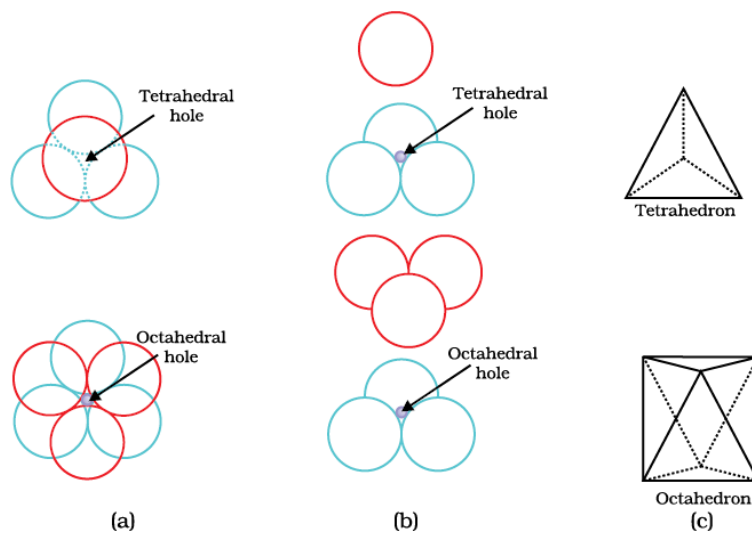 Tetrahedral
hole
Tetrahedral
hole
Tetrahedron
Octahedral
hole
Octahedral
hole
Octahedron
(a)
(b)
(c)